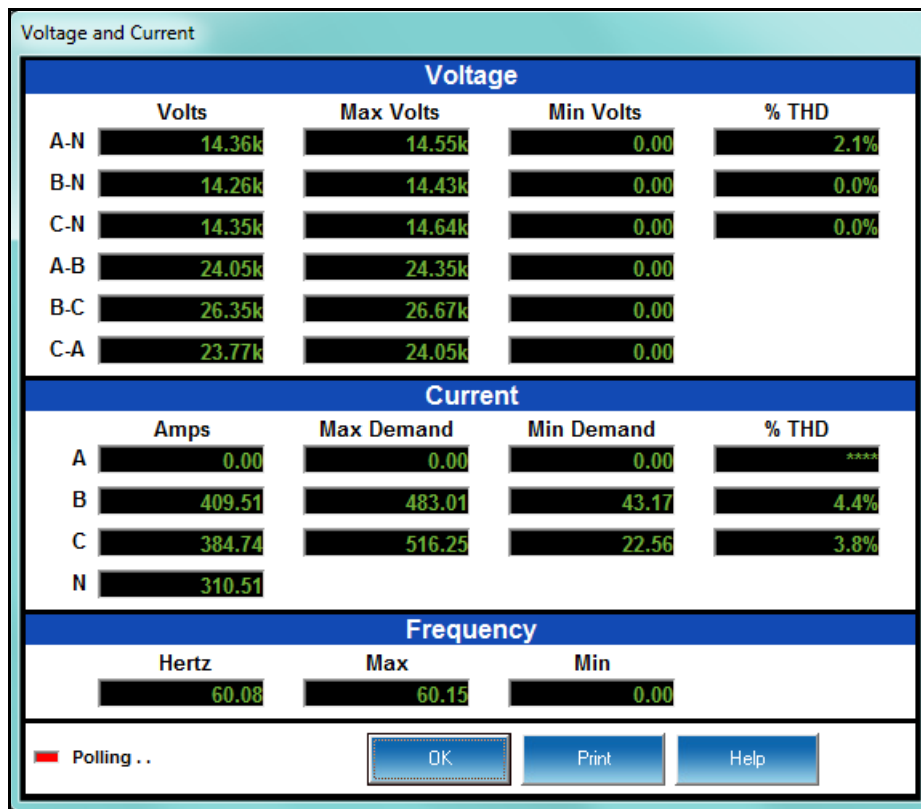 Voltage and Current
Voltage
Volts Max Volts Min Volts % THD
A-N 14.36k 14.55k 0.00 2.1%
B-N 14.26k 14.43k 0.00 0.0%
C-N 14.35k 14.64k 0.00 0.0%
A-B 24.05k 24.35k 0.00
B-C 26.35k 26.67k 0.00
C-A 23.77k 24.05k 0.00
Current
Amps Max Demand Min Demand % THD
A 0.00 0.00 0.00 ****
B 409.51 483.01 43.17 4.4%
C 384.74 516.25 22.56 3.8%
N 310.51
Frequency
Hertz Max Min
60.08 60.15 0.00
Polling . . OK Print Help